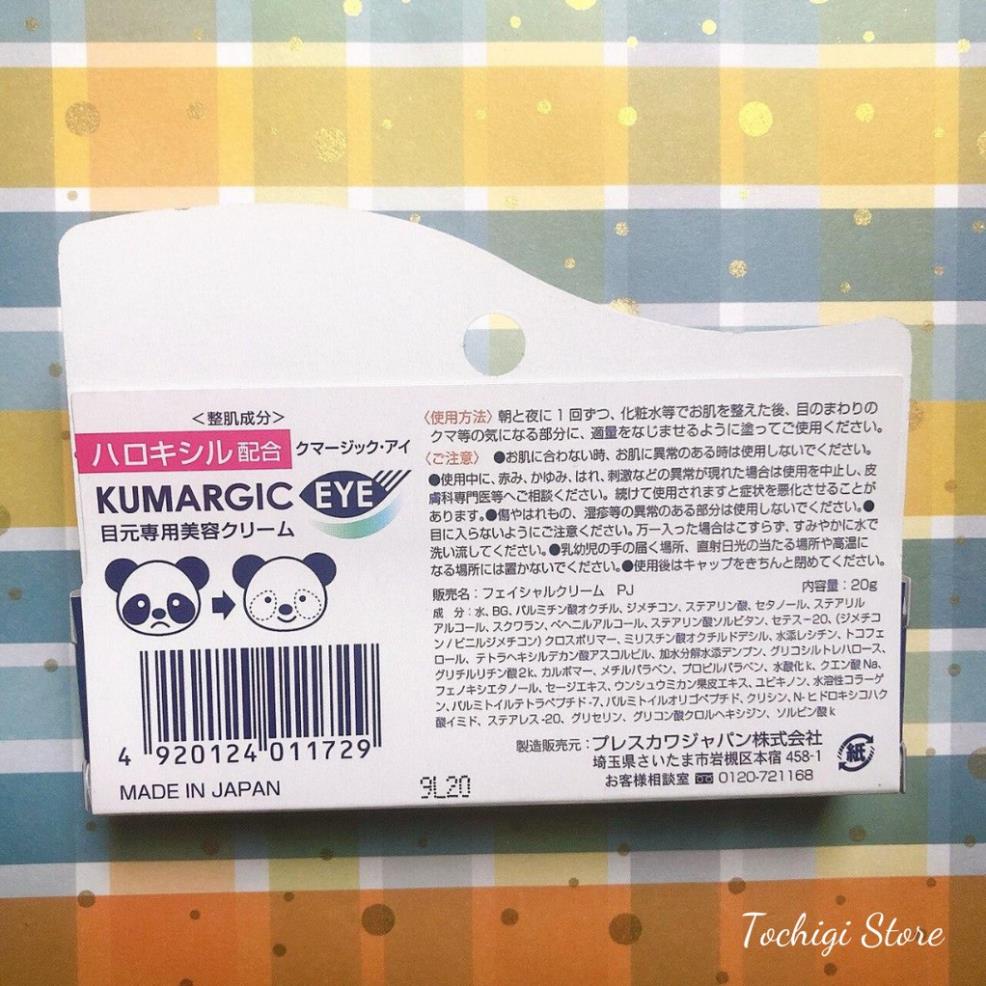 ＜整肌成分＞
ハロキシル配合
クマージック・アイ
KUMARGIC EYE
目元専用美容クリーム
4 920124 011729
MADE IN JAPAN
〈使用方法〉朝と夜に1回ずつ、化粧水等でお肌を整えた後、目のまわりの
クマ等の気になる部分に、適量をなじませるように塗ってご使用ください。
〈ご注意〉●お肌に合わない時、お肌に異常のある時は使用しないでください。
●使用中に、赤み、かゆみ、はれ、刺激などの異常が現れた場合は使用を中止し、皮
膚科専門医等へご相談ください。続けて使用されますと症状を悪化させることが
あります。●傷やはれもの、湿疹等の異常のある部分は使用しないでください。●
目に入らないようにご注意ください。万一入った場合はこすらず、すみやかに水で
洗い流してください。●乳幼児の手の届く場所、直射日光の当たる場所や高温に
なる場所には置かないでください。●使用後はキャップをきちんと閉めてください。
販売名：フェイシャルクリーム PJ 内容量：20g
成 分：水、BG、パルミチン酸オクチル、ジメチコン、ステアリン酸、セタノール、ステアリル
アルコール、スクワラン、ベヘニルアルコール、ステアリン酸ソルビタン、セテス-20、(ジメチコ
ン/ビニルジメチコン)クロスポリマー、ミリスチン酸オクチルドデシル、水添レシチン、トコフェ
ロール、テトラヘキシルデカン酸アスコルビル、加水分解水添デンプン、グリコシルトレハロース、
グリチルリチン酸2k、カルボマー、メチルパラベン、プロピルパラベン、水酸化k、クエン酸Na、
フェノキシエタノール、セージエキス、ウンシュウミカン果皮エキス、ユビキノン、水溶性コラーゲ
ン、パルミトイルテトラペプチド-7、パルミトイルオリゴペプチド、クリシン、N-ヒドロキシコハク
酸イミド、ステアレス-20、グリセリン、グリコン酸クロルヘキシジン、ソルビン酸k
製造販売元：プレスカワジャパン株式会社
埼玉県さいたま市岩槻区本宿 458-1
お客様相談室 0120-721168
紙
9L20
Tochigi Store